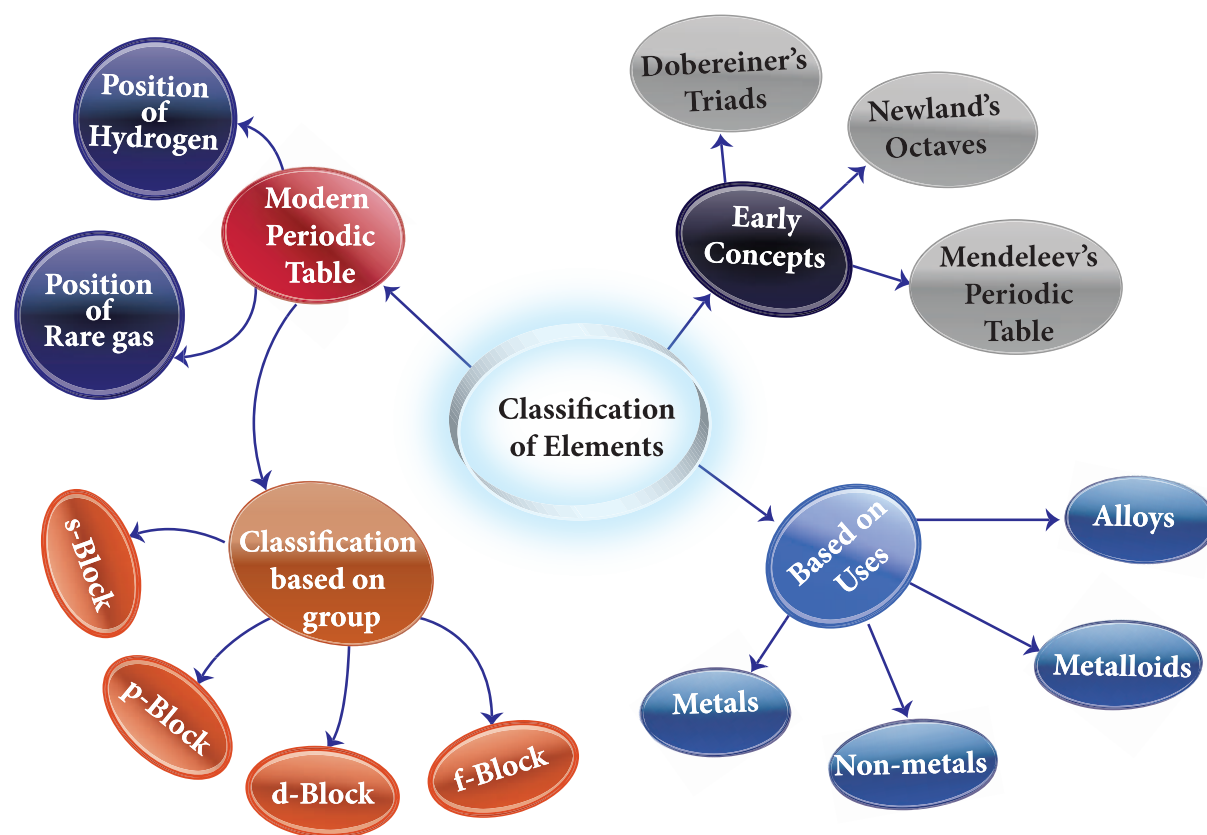 Position
of
Hydrogen
Modern
Periodic
Table
Position
of
Rare gas
Dobereiner’s
Triads
Newland’s
Octaves
Early
Concepts
Mendeleev’s
Periodic
Table
Classification
of Elements
Classification
based on
group
s-Block
p-Block
d-Block
f-Block
Based on
Uses
Alloys
Metalloids
Metals
Non-metals